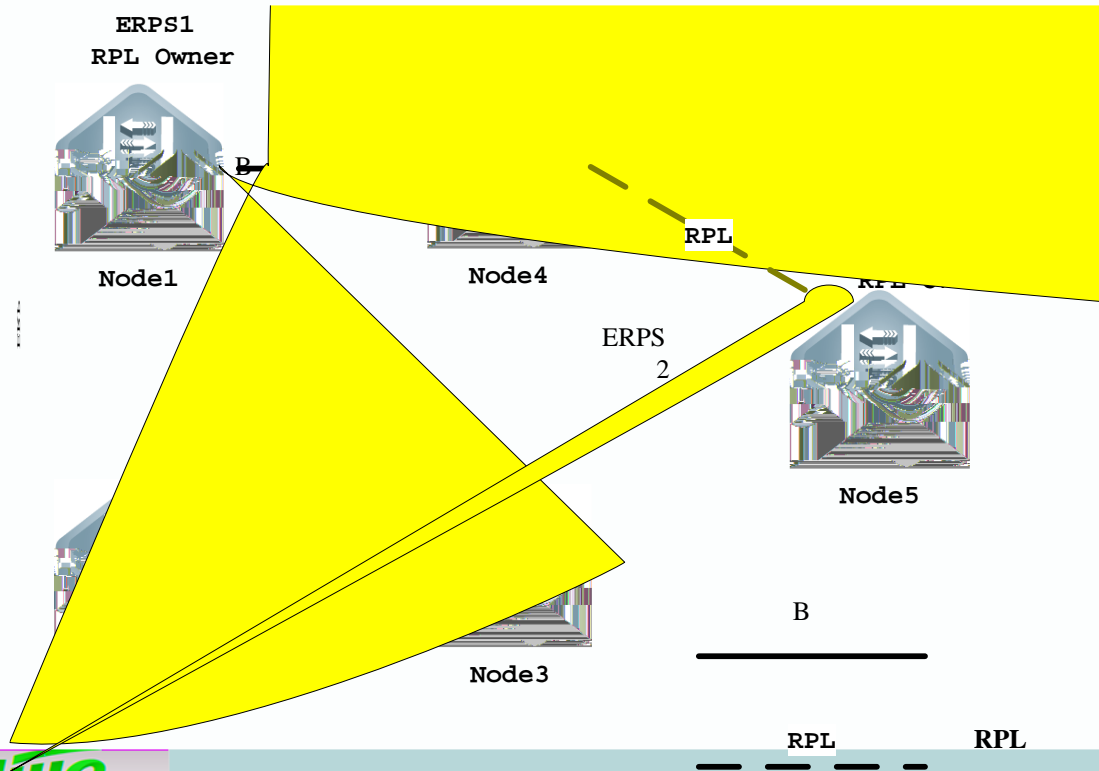 ERPS1
RPL Owner
B
RPL
Node1
Node4
ERPS
2
Node5
B
Node3
RPL
RPL